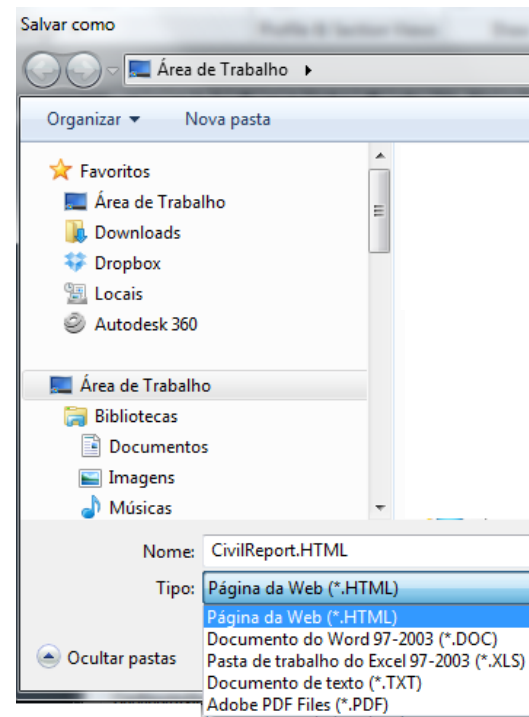 Salvar como
Área de Trabalho
Organizar
Nova pasta
Favoritos
Área de Trabalho
Downloads
Dropbox
Locais
Autodesk 360
Área de Trabalho
Bibliotecas
Documentos
Imagens
Músicas
Nome: CivilReport.HTML
Tipo: Página da Web (*.HTML)
Página da Web (*.HTML)
Documento do Word 97-2003 (*.DOC)
Pasta de trabalho do Excel 97-2003 (*.XLS)
Documento de texto (*.TXT)
Adobe PDF Files (*.PDF)
Ocultar pastas